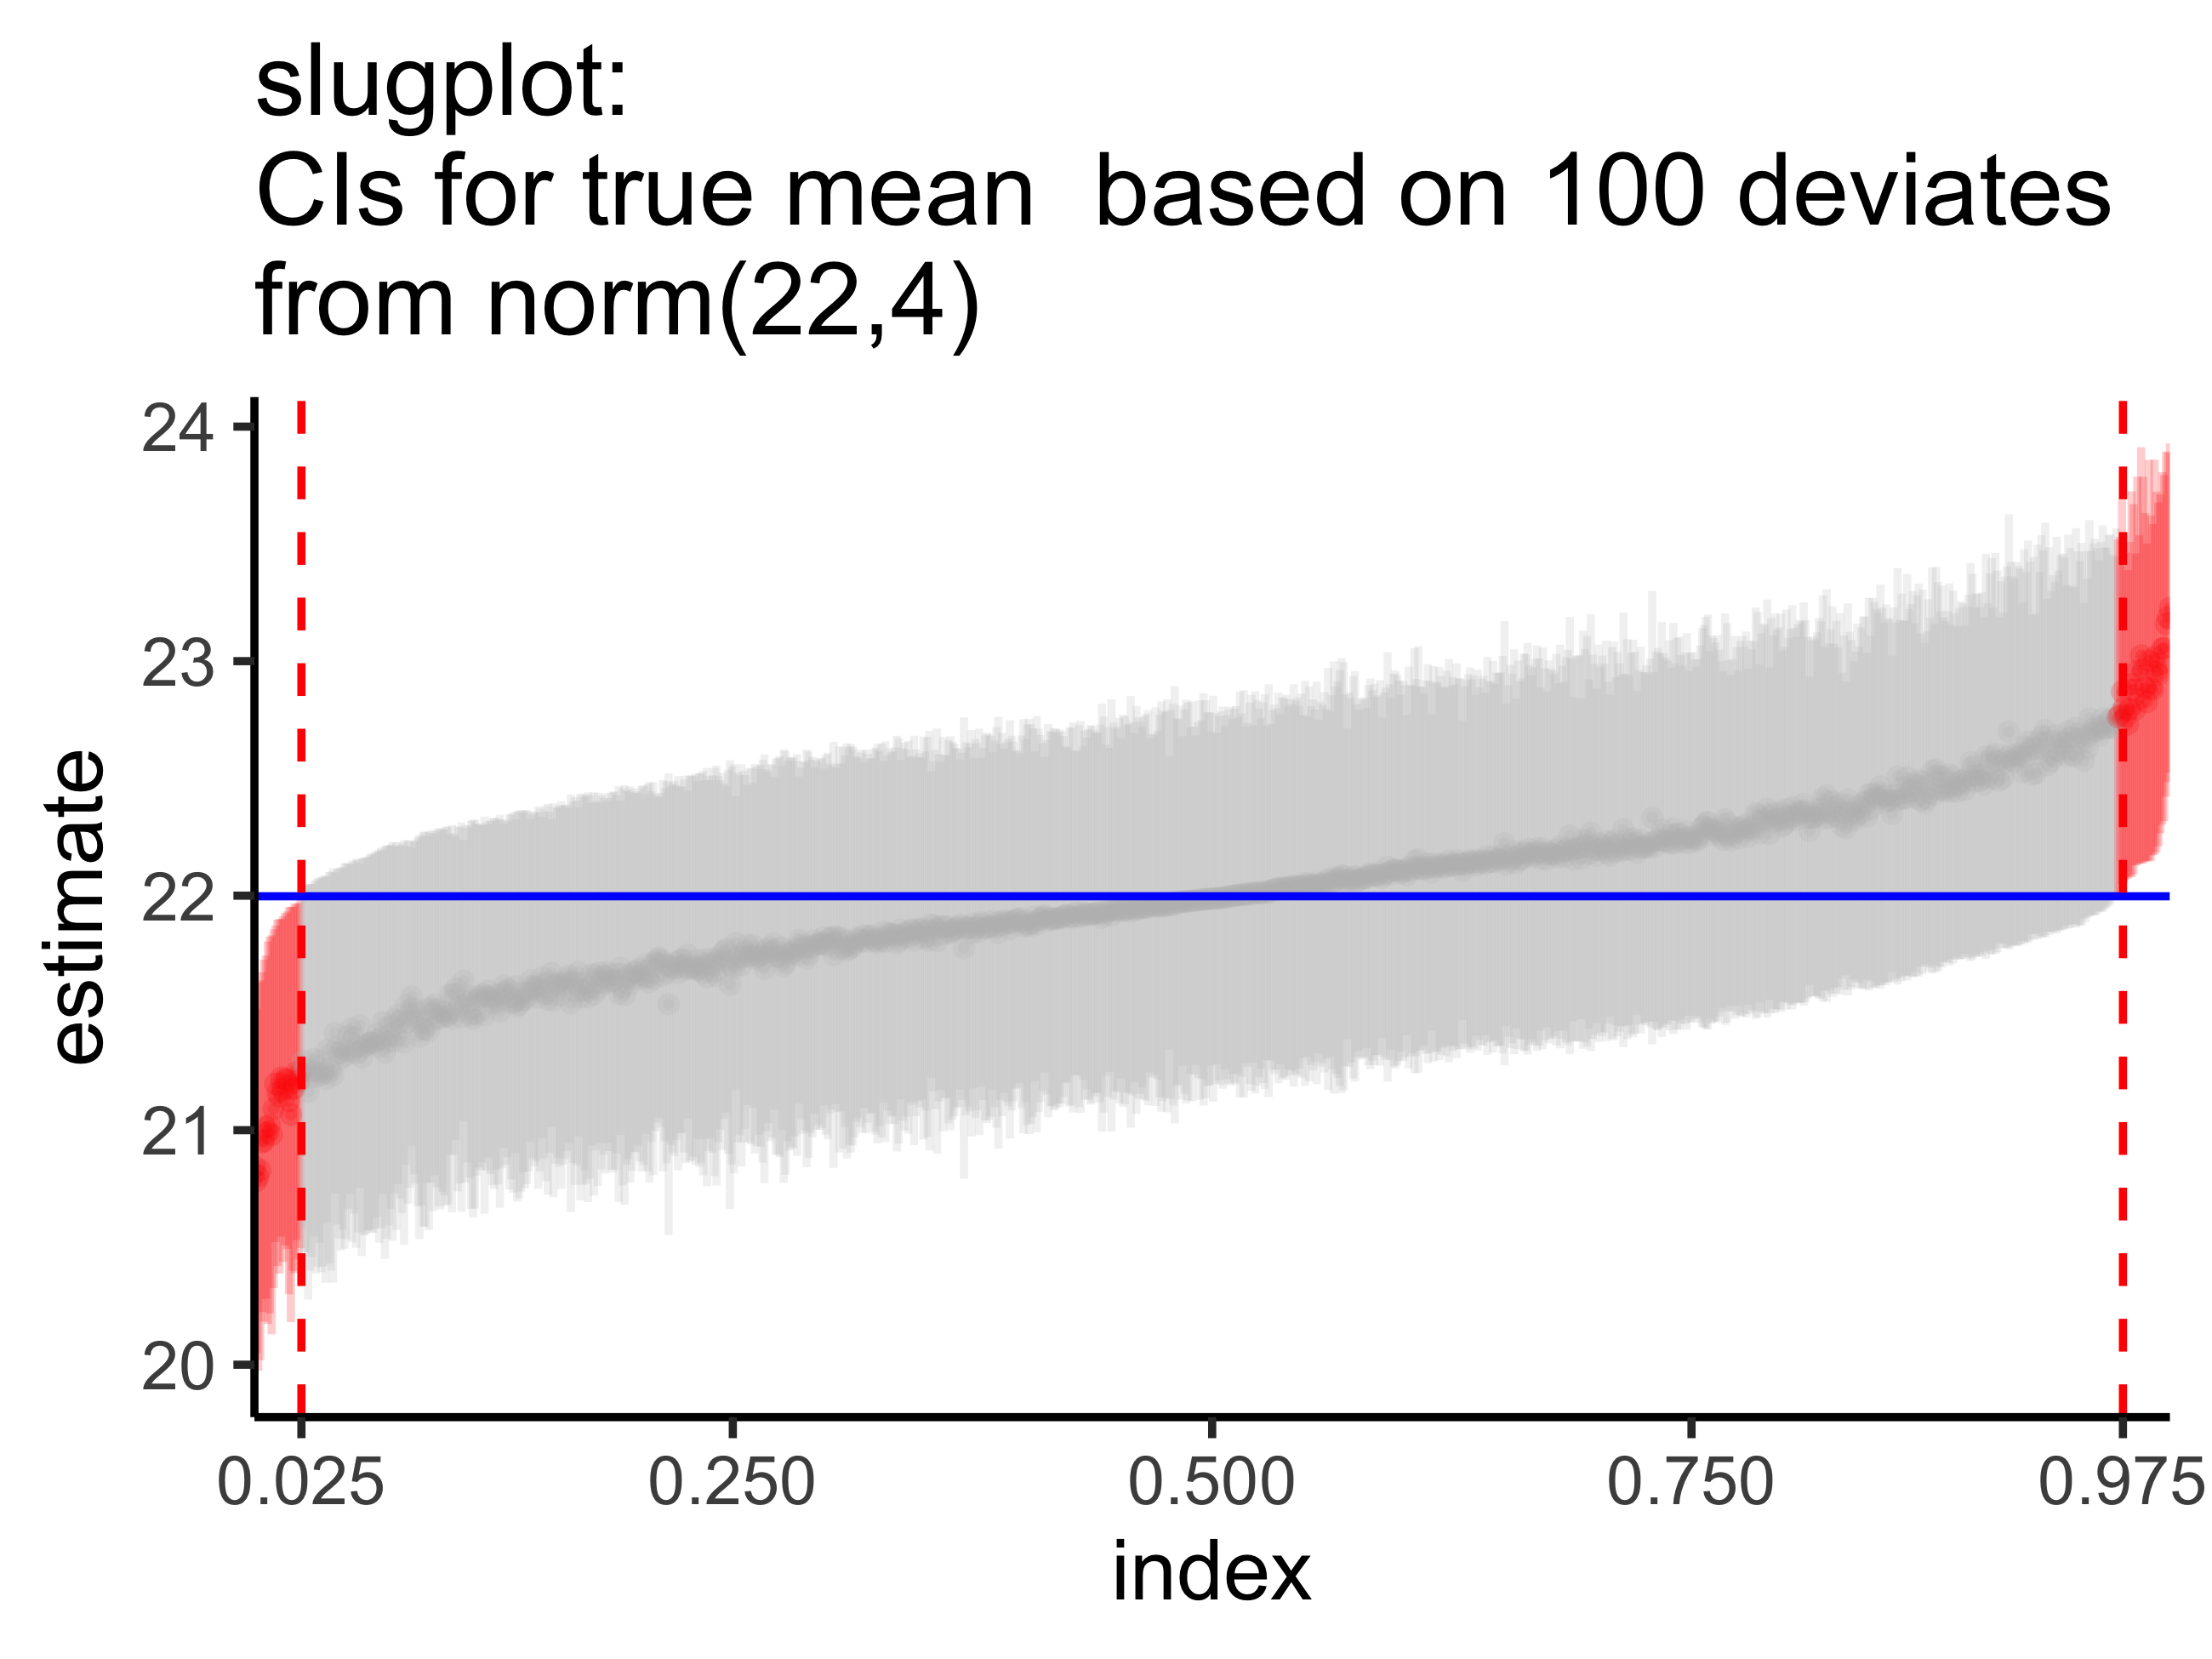 slugplot:
CIs for true mean  based on 100 deviates
from norm(22,4)
24
23
22
21
20
estimate
0.025 0.250 0.500 0.750 0.975
index